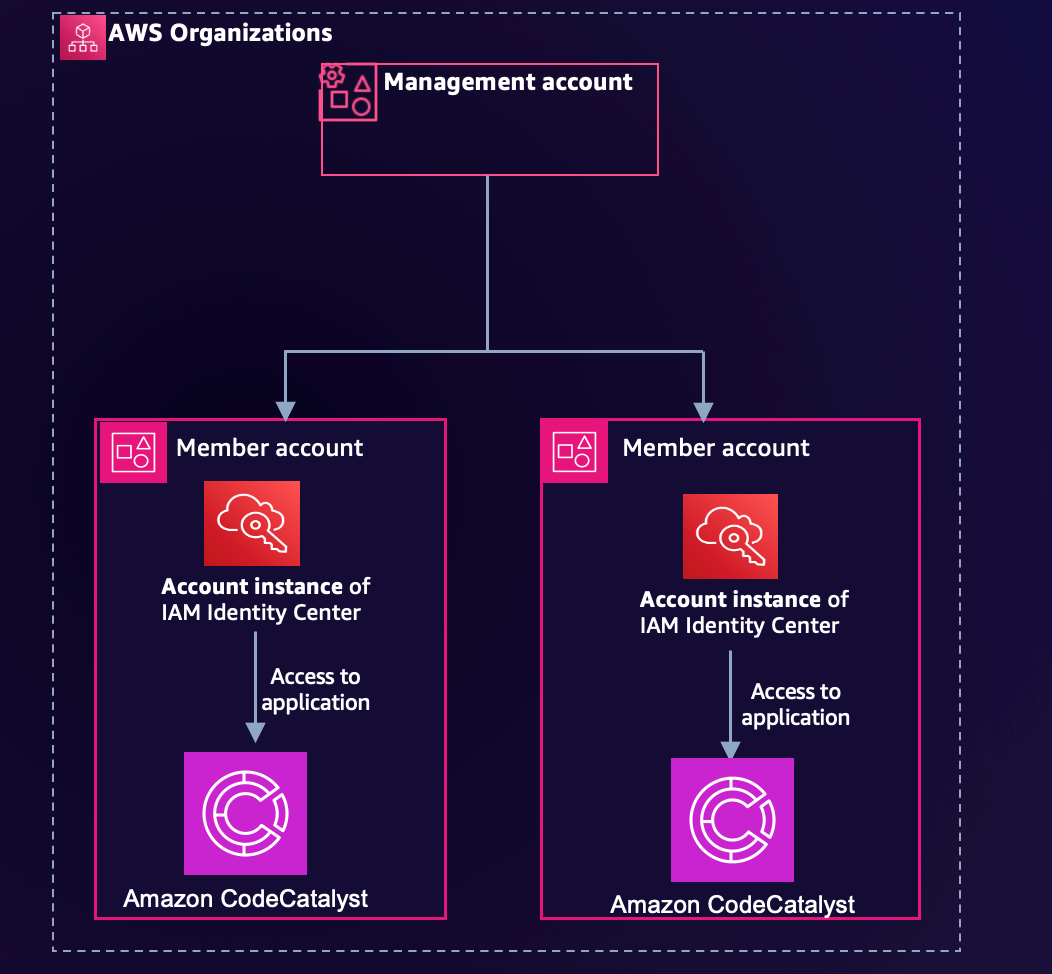 AWS Organizations
Management account
Member account
Account instance of
IAM Identity Center
Access to
application
Amazon CodeCatalyst
Member account
Account instance of
IAM Identity Center
Access to
application
Amazon CodeCatalyst